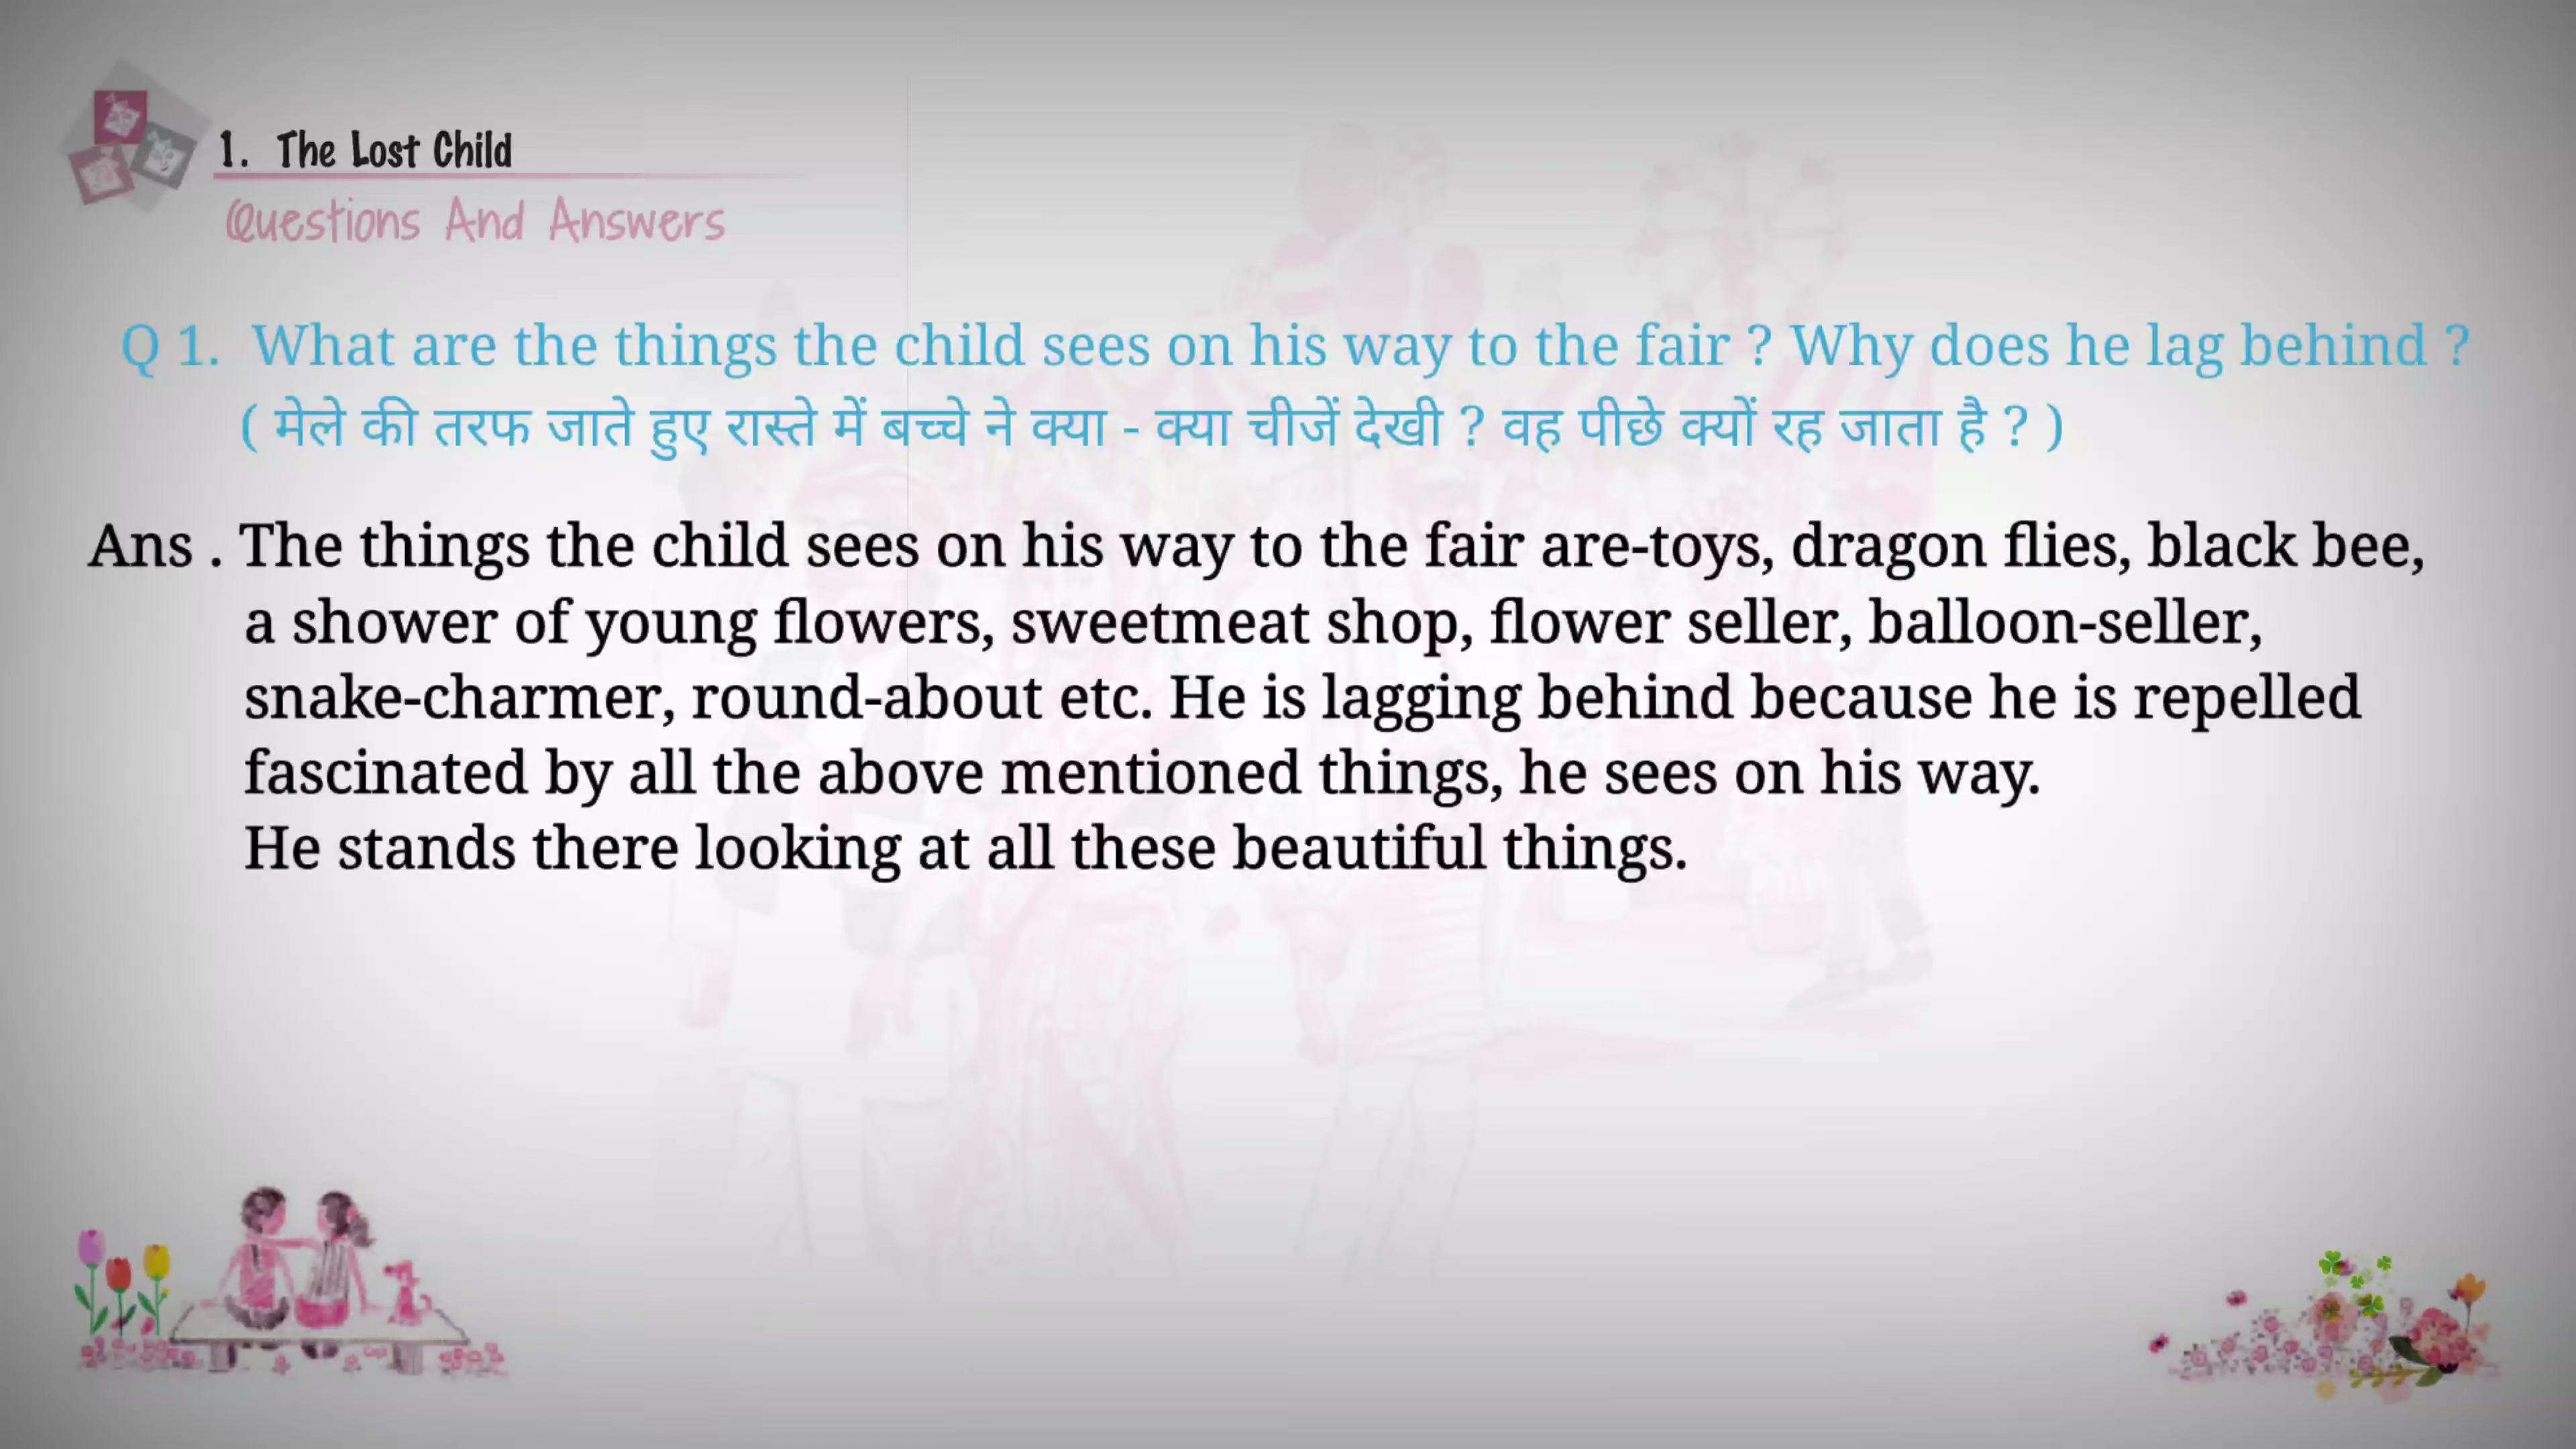 1. The Lost Child
Questions And Answers
Q 1. What are the things the child sees on his way to the fair ? Why does he lag behind ?
( मेले की तरफ जाते हुए रास्ते में बच्चे ने क्या - क्या चीजें देखी ? वह पीछे क्यों रह जाता है ? )
Ans . The things the child sees on his way to the fair are-toys, dragon flies, black bee,
a shower of young flowers, sweetmeat shop, flower seller, balloon-seller,
snake-charmer, round-about etc. He is lagging behind because he is repelled
fascinated by all the above mentioned things, he sees on his way.
He stands there looking at all these beautiful things.